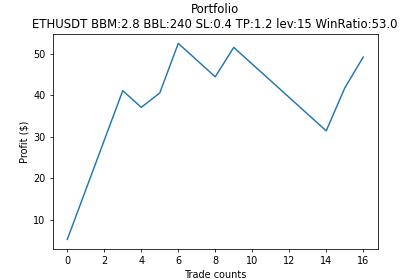 Portfolio
ETHUSDT BBM:2.8 BBL:240 SL:0.4 TP:1.2 lev:15 WinRatio:53.0
50
40
30
20
10
Profit ($)
0 2 4 6 8 10 12 14 16
Trade counts